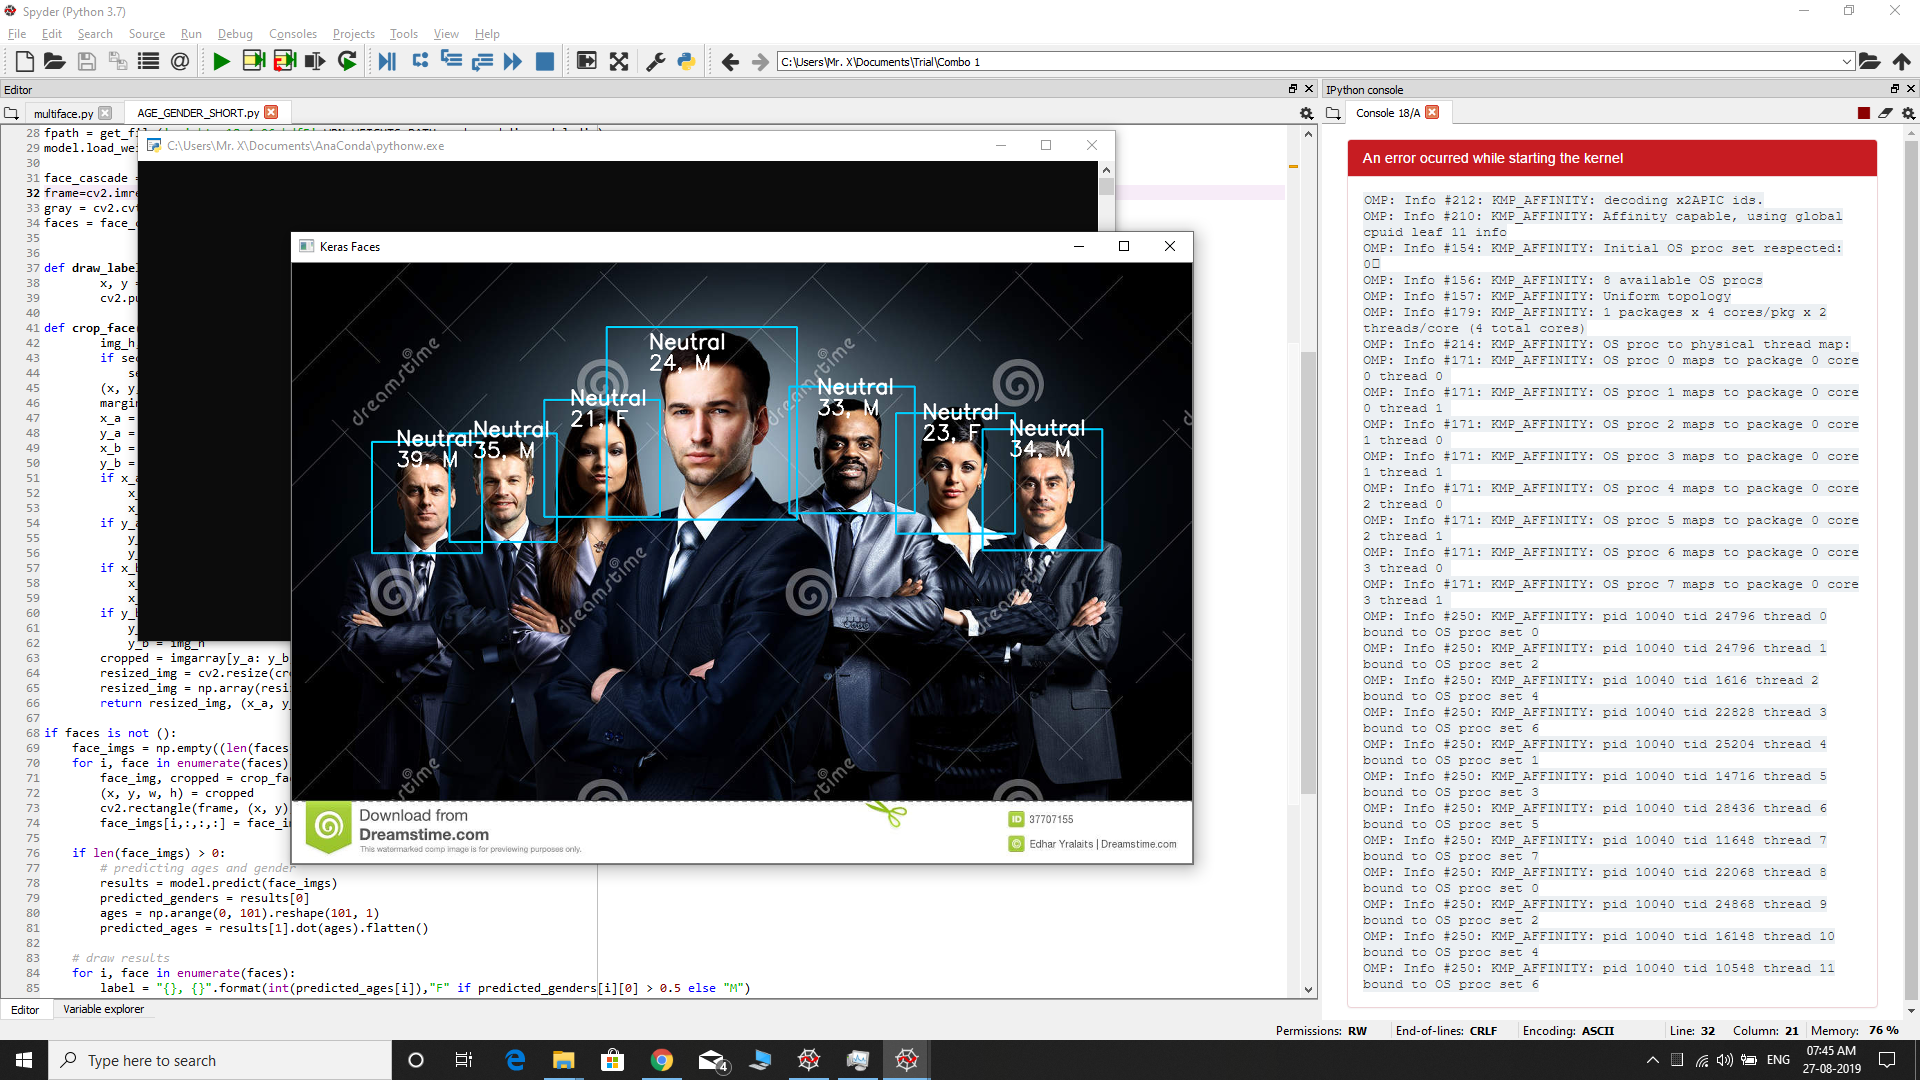 Spyder (Python 3.7)
File Edit Search Source Run Debug Consoles Projects Tools View Help
C:\Users\Mr. X\Documents\Trial\Combo 1
Editor
multiface.py
AGE_GENDER_SHORT.py
28 fpath = get_fil
29 model.load_wei
30
31 face_cascade =
32 frame=cv2.imre
33 gray = cv2.cvt
34 faces = face_c
35
36
37 def draw_label
38 x, y =
39 cv2.pu
40
41 def crop_face(
42 img_h,
43 if sec
44 se
45 (x, y,
46 margin
47 x_a =
48 y_a =
49 x_b =
50 y_b =
51 if x_a
52 x_
53 x_
54 if y_a
55 y_
56 y_
57 if x_b
58 x_
59 x_
60 if y_b
61 y_
62 y_b = img_h
63 cropped = imgarray[y_a: y_b
64 resized_img = cv2.resize(cro
65 resized_img = np.array(resiz
66 return resized_img, (x_a, y_
67
68 if faces is not ():
69 face_imgs = np.empty((len(faces
70 for i, face in enumerate(faces)
71 face_img, cropped = crop_fac
72 (x, y, w, h) = cropped
73 cv2.rectangle(frame, (x, y)
74 face_imgs[i,:,:,:] = face_im
75
76 if len(face_imgs) > 0:
77 # predicting ages and gender
78 results = model.predict(face_imgs)
79 predicted_genders = results[0]
80 ages = np.arange(0, 101).reshape(101, 1)
81 predicted_ages = results[1].dot(ages).flatten()
82
83 # draw results
84 for i, face in enumerate(faces):
85 label = "{}, {}".format(int(predicted_ages[i]),"F" if predicted_genders[i][0] > 0.5 else "M")
Editor Variable explorer
C:\Users\Mr. X\Documents\AnaConda\pythonw.exe
Keras Faces
Neutral
39, M
Neutral
35, M
Neutral
21, F
Neutral
24, M
Neutral
33, M
Neutral
23, F
Neutral
34, M
dreamstime
dreamstime
dreamstime
dreamstime
dreamstime
dreamstime
Download from
Dreamstime.com
This watermarked comp image is for previewing purposes only.
ID 37707155
© Edhar Yralaits | Dreamstime.com
IPython console
Console 18/A
An error ocurred while starting the kernel
OMP: Info #212: KMP_AFFINITY: decoding x2APIC ids.
OMP: Info #210: KMP_AFFINITY: Affinity capable, using global
cpuid leaf 11 info
OMP: Info #154: KMP_AFFINITY: Initial OS proc set respected:
0
OMP: Info #156: KMP_AFFINITY: 8 available OS procs
OMP: Info #157: KMP_AFFINITY: Uniform topology
OMP: Info #179: KMP_AFFINITY: 1 packages x 4 cores/pkg x 2
threads/core (4 total cores)
OMP: Info #214: KMP_AFFINITY: OS proc to physical thread map:
OMP: Info #171: KMP_AFFINITY: OS proc 0 maps to package 0 core
0 thread 0
OMP: Info #171: KMP_AFFINITY: OS proc 1 maps to package 0 core
0 thread 1
OMP: Info #171: KMP_AFFINITY: OS proc 2 maps to package 0 core
1 thread 0
OMP: Info #171: KMP_AFFINITY: OS proc 3 maps to package 0 core
1 thread 1
OMP: Info #171: KMP_AFFINITY: OS proc 4 maps to package 0 core
2 thread 0
OMP: Info #171: KMP_AFFINITY: OS proc 5 maps to package 0 core
2 thread 1
OMP: Info #171: KMP_AFFINITY: OS proc 6 maps to package 0 core
3 thread 0
OMP: Info #171: KMP_AFFINITY: OS proc 7 maps to package 0 core
3 thread 1
OMP: Info #250: KMP_AFFINITY: pid 10040 tid 24796 thread 0
bound to OS proc set 0
OMP: Info #250: KMP_AFFINITY: pid 10040 tid 24796 thread 1
bound to OS proc set 2
OMP: Info #250: KMP_AFFINITY: pid 10040 tid 1616 thread 2
bound to OS proc set 4
OMP: Info #250: KMP_AFFINITY: pid 10040 tid 22828 thread 3
bound to OS proc set 6
OMP: Info #250: KMP_AFFINITY: pid 10040 tid 25204 thread 4
bound to OS proc set 1
OMP: Info #250: KMP_AFFINITY: pid 10040 tid 14716 thread 5
bound to OS proc set 3
OMP: Info #250: KMP_AFFINITY: pid 10040 tid 28436 thread 6
bound to OS proc set 5
OMP: Info #250: KMP_AFFINITY: pid 10040 tid 11648 thread 7
bound to OS proc set 7
OMP: Info #250: KMP_AFFINITY: pid 10040 tid 22068 thread 8
bound to OS proc set 0
OMP: Info #250: KMP_AFFINITY: pid 10040 tid 24868 thread 9
bound to OS proc set 2
OMP: Info #250: KMP_AFFINITY: pid 10040 tid 16148 thread 10
bound to OS proc set 4
OMP: Info #250: KMP_AFFINITY: pid 10040 tid 10548 thread 11
bound to OS proc set 6
Permissions: RW End-of-lines: CRLF Encoding: ASCII Line: 32 Column: 21 Memory: 76 %
Type here to search
4
ENG
07:45 AM
27-08-2019